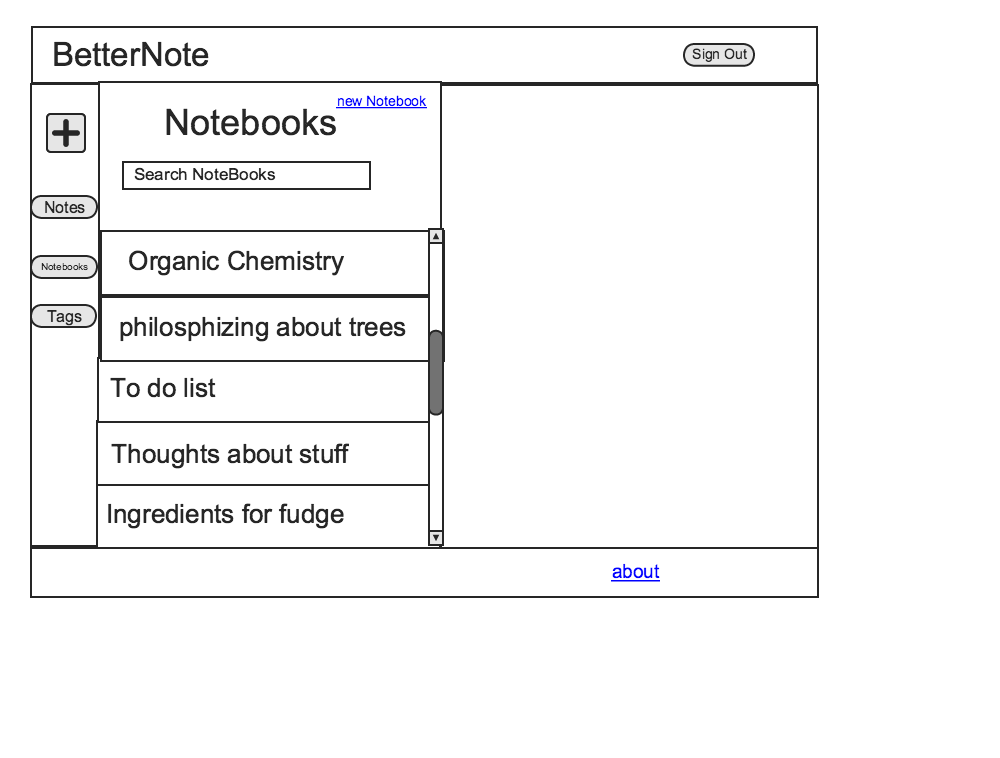 BetterNote
Sign Out
new Notebook
Notebooks
Search NoteBooks
Notes
Notebooks
Tags
Organic Chemistry
philosphizing about trees
To do list
Thoughts about stuff
Ingredients for fudge
about